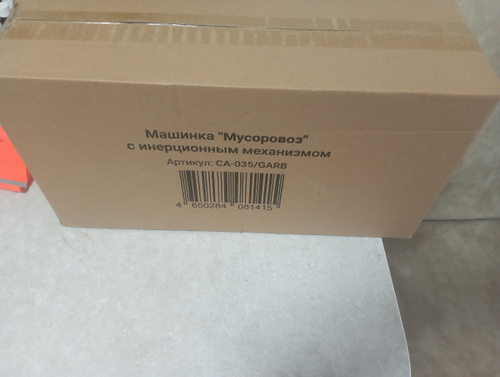 Машинка "Мусоровоз"
с инерционным механизмом
Артикул: CA-035/GARB
4 650284 081415